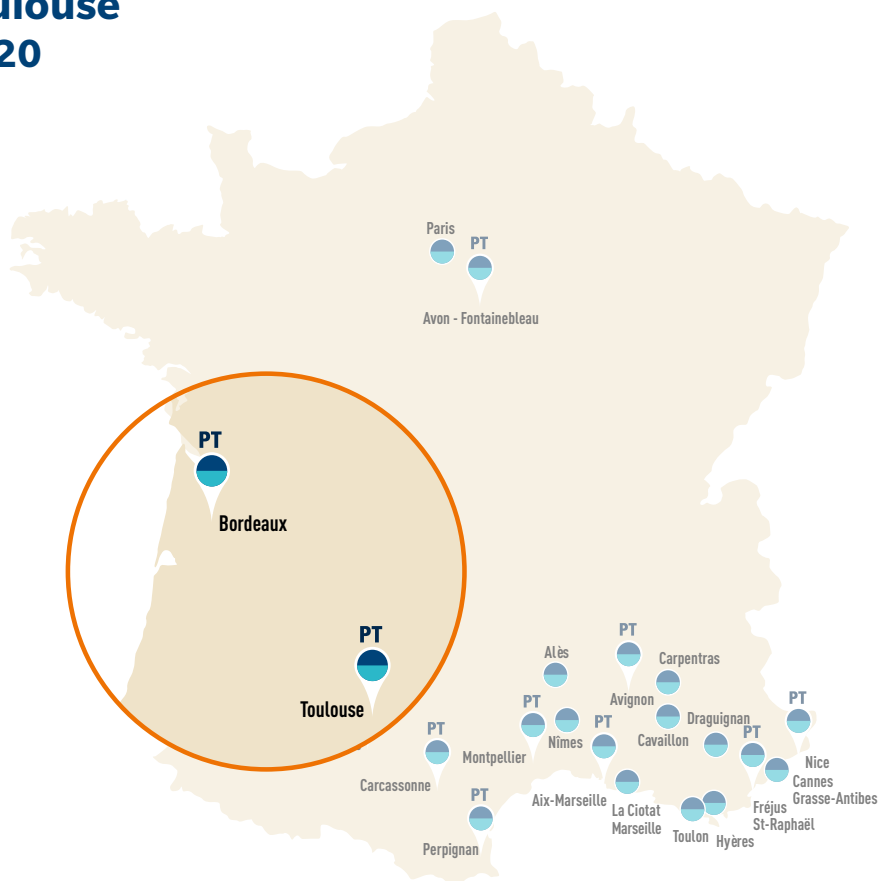 20
Paris
PT
Avon - Fontainebleau
PT
Bordeaux
PT
Toulouse
PT
Carcassonne
PT
Perpignan
Alès
PT
Montpellier
Nîmes
PT
Avignon
Carpentras
Cavaillon
PT
Aix-Marseille
La Ciotat
Marseille
Toulon
Hyères
Draguignan
PT
Fréjus
St-Raphaël
PT
Nice
Cannes
Grasse-Antibes